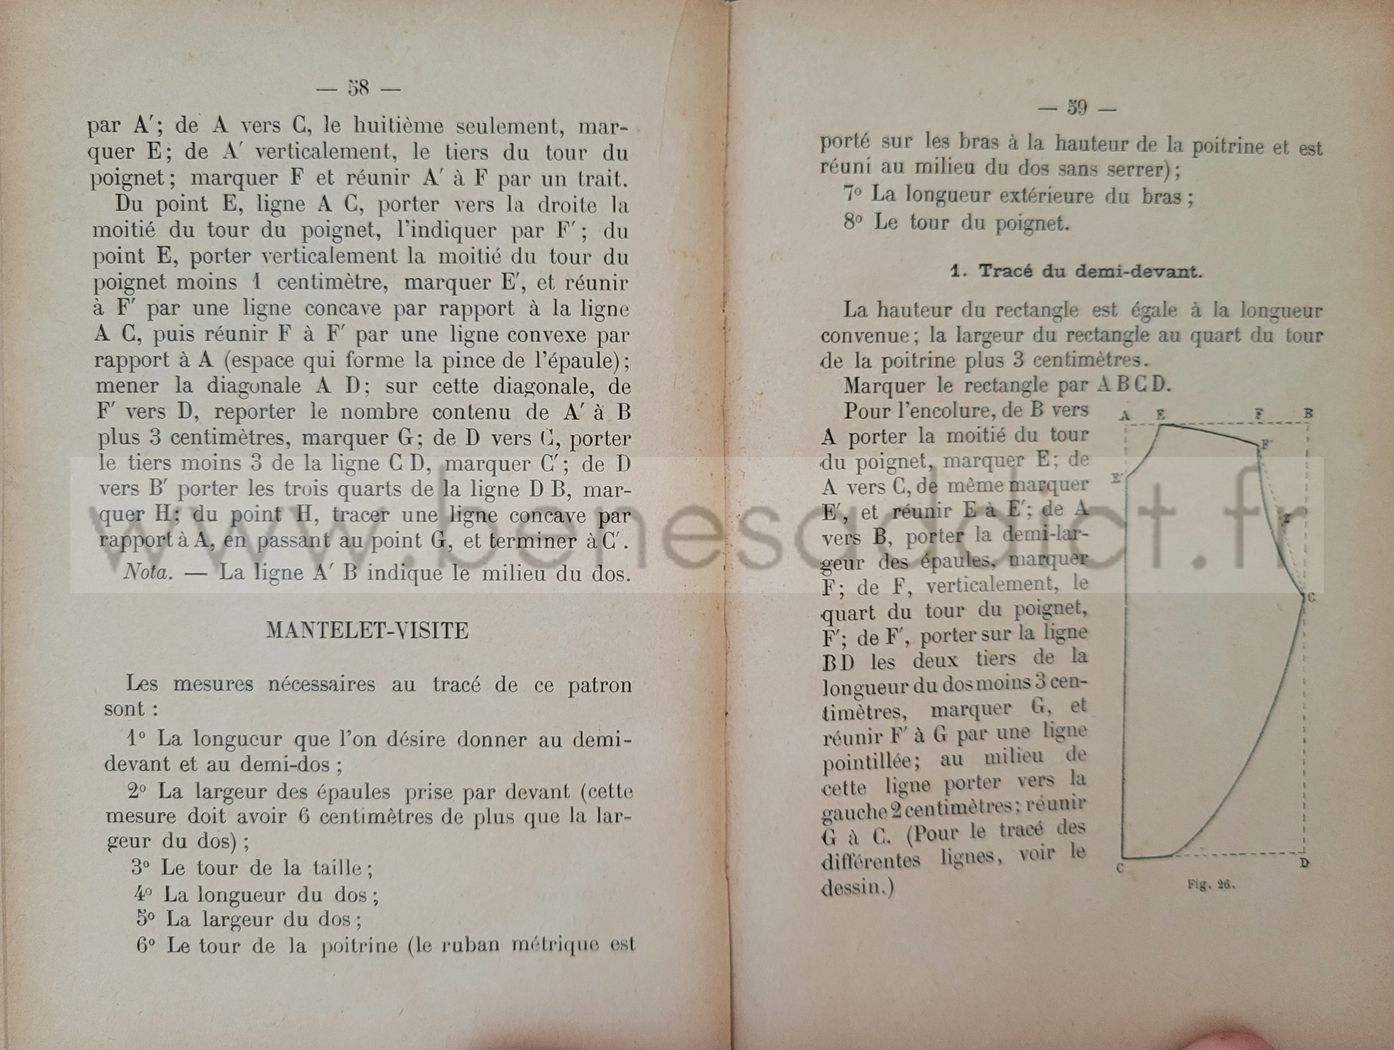 — 58 —
par A′; de A vers C, le huitième seulement, mar-
quer E; de A′ verticalement, le tiers du tour du
poignet; marquer F et réunir A′ à F par un trait.
Du point E, ligne A C, porter vers la droite la
moitié du tour du poignet, l'indiquer par F′; du
point E, porter verticalement la moitié du tour du
poignet moins 1 centimètre, marquer E′, et réunir
à F′ par une ligne concave par rapport à la ligne
A C, puis réunir F à F′ par une ligne convexe par
rapport à A (espace qui forme la pince de l'épaule);
mener la diagonale A D; sur cette diagonale, de
F′ vers D, reporter le nombre contenu de A′ à B
plus 3 centimètres, marquer G; de D vers C, porter
le tiers moins 3 de la ligne C D, marquer C′; de D
vers B′ porter les trois quarts de la ligne D B, mar-
quer H; du point H, tracer une ligne concave par
rapport à A, en passant au point G, et terminer à C′.
Nota. — La ligne A′ B indique le milieu du dos.
MANTELET-VISITE
Les mesures nécessaires au tracé de ce patron
sont :
1º La longueur que l'on désire donner au demi-
devant et au demi-dos;
2º La largeur des épaules prise par devant (cette
mesure doit avoir 6 centimètres de plus que la lar-
geur du dos);
3º Le tour de la taille;
4º La longueur du dos;
5º La largeur du dos;
6º Le tour de la poitrine (le ruban métrique est
— 59 —
porté sur les bras à la hauteur de la poitrine et est
réuni au milieu du dos sans serrer);
7º La longueur extérieure du bras;
8º Le tour du poignet.
1. Tracé du demi-devant.
La hauteur du rectangle est égale à la longueur
convenue; la largeur du rectangle au quart du tour
de la poitrine plus 3 centimètres.
Marquer le rectangle par A B C D.
Pour l'encolure, de B vers
A porter la moitié du tour
du poignet, marquer E; de
A vers C, de même marquer
E′, et réunir E à E′; de A
vers B, porter la demi-lar-
geur des épaules, marquer
F; de F, verticalement, le
quart du tour du poignet,
F′; de F′, porter sur la ligne
B D les deux tiers de la
longueur du dos moins 3 cen-
timètres, marquer G, et
réunir F′ à G par une ligne
pointillée; au milieu de
cette ligne porter vers la
gauche 2 centimètres; réunir
G à C. (Pour le tracé des
différentes lignes, voir le
dessin.)
A E F B
F′
E′
G
C D
Fig. 26.
www.benesaddict.fr